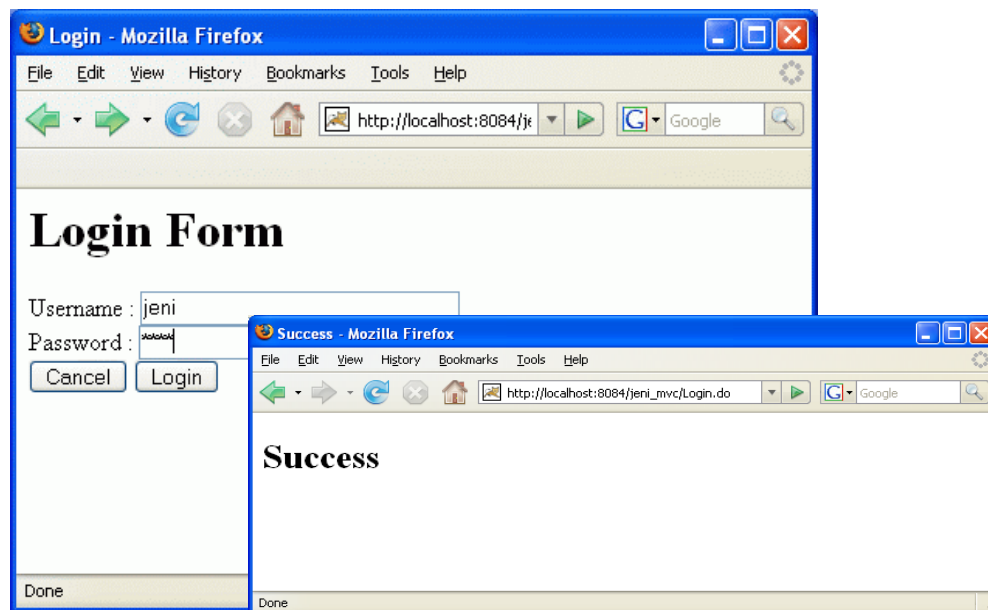 Login - Mozilla Firefox
File Edit View History Bookmarks Tools Help
http://localhost:8084/je G Google
Login Form
Username : jeni
Password : *****
Cancel Login
Done
Success - Mozilla Firefox
File Edit View History Bookmarks Tools Help
http://localhost:8084/jeni_mvc/Login.do G Google
Success
Done